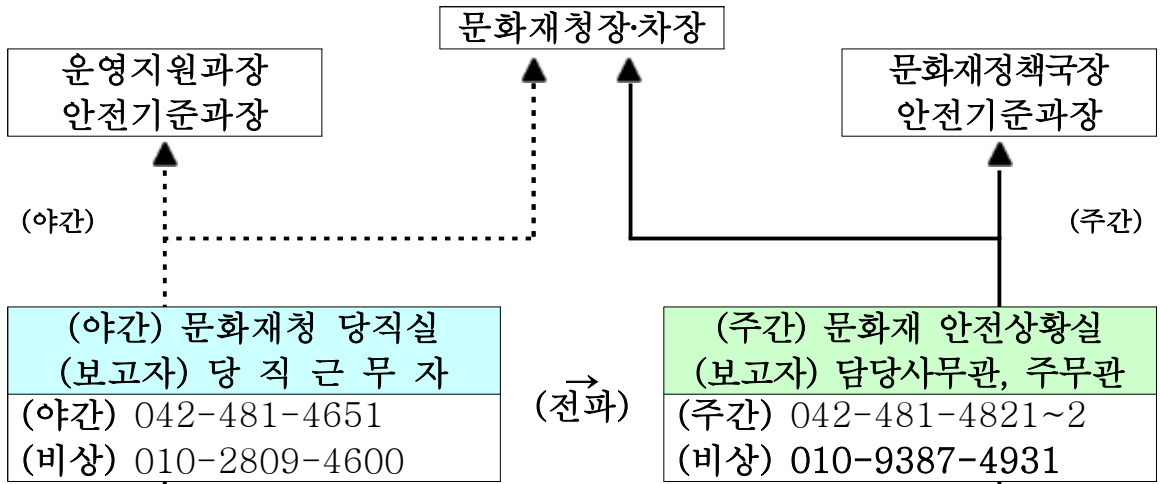 문화재청장·차장
운영지원과장
안전기준과장
문화재정책국장
안전기준과장
(야간)
(주간)
(야간) 문화재청 당직실
(보고자) 당 직 근 무 자
(야간) 042-481-4651
(비상) 010-2809-4600
→
(전파)
(주간) 문화재 안전상황실
(보고자) 담당사무관, 주무관
(주간) 042-481-4821~2
(비상) 010-9387-4931